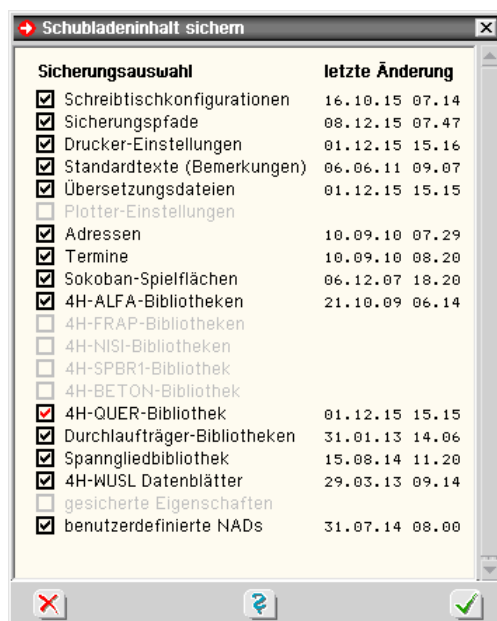 Schubladeninhalt sichern
Sicherungsauswahl letzte Änderung
Schreibtischkonfigurationen 16.10.15 07.14
Sicherungspfade 08.12.15 07.47
Drucker-Einstellungen 01.12.15 15.16
Standardtexte (Bemerkungen) 06.06.11 09.07
Übersetzungsdateien 01.12.15 15.15
Plotter-Einstellungen
Adressen 10.09.10 07.29
Termine 10.09.10 08.20
Sokoban-Spielflächen 06.12.07 18.20
4H-ALFA-Bibliotheken 21.10.09 06.14
4H-FRAP-Bibliotheken
4H-NISI-Bibliotheken
4H-SPBR1-Bibliothek
4H-BETON-Bibliothek
4H-QUER-Bibliothek 01.12.15 15.15
Durchlaufträger-Bibliotheken 31.01.13 14.06
Spanngliedbibliothek 15.08.14 11.20
4H-WUSL Datenblätter 29.03.13 09.14
gesicherte Eigenschaften
benutzerdefinierte NADs 31.07.14 08.00